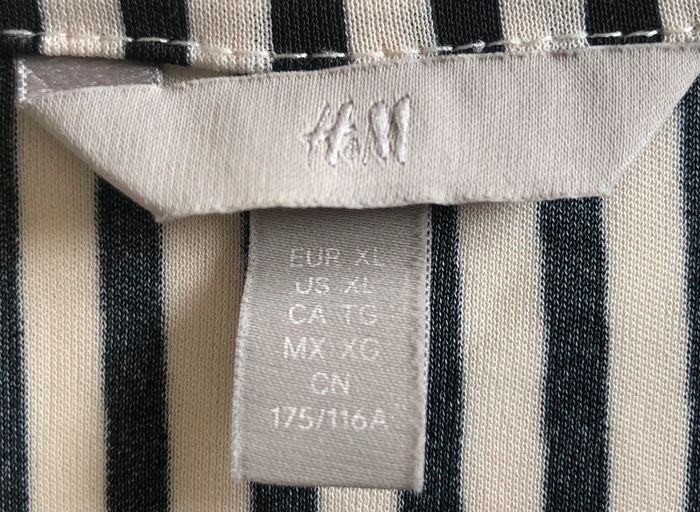 H&M
EUR XL
US XL
CA TG
MX XG
CN
175/116A